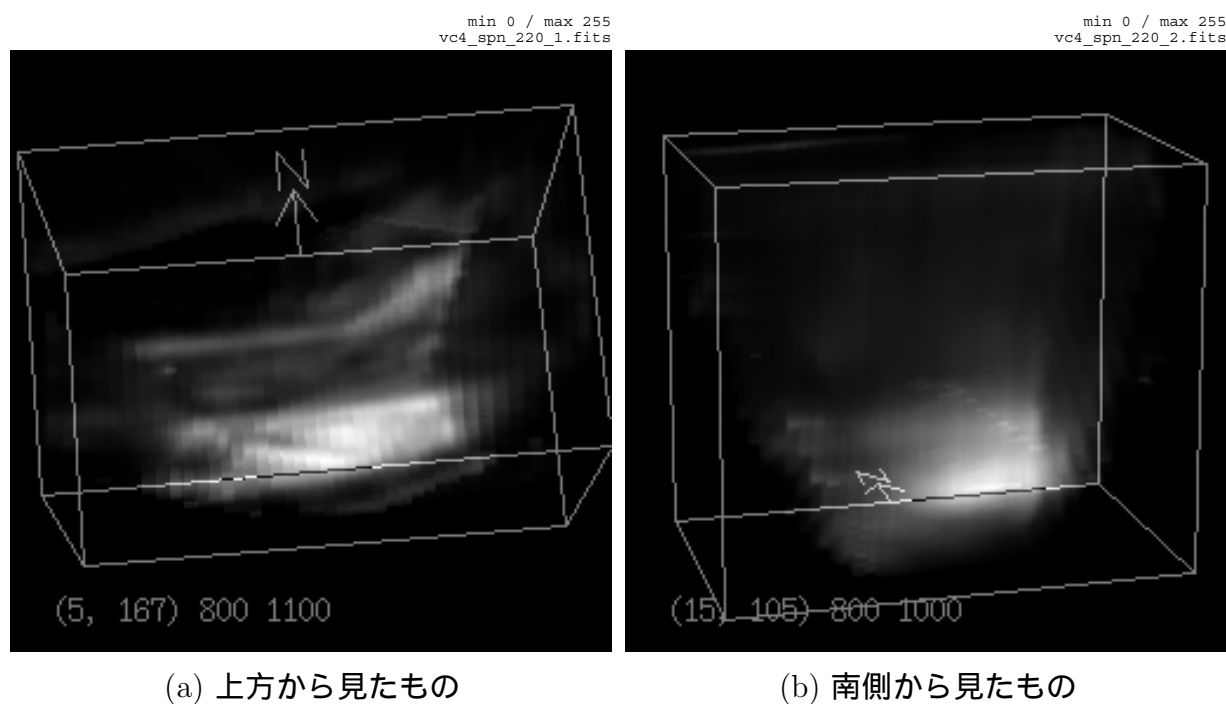 min 0 / max 255
vc4_spn_220_1.fits
N
(5, 167) 800 1100
(a) 上方から見たもの
min 0 / max 255
vc4_spn_220_2.fits
N
(15, 105) 800 1000
(b) 南側から見たもの